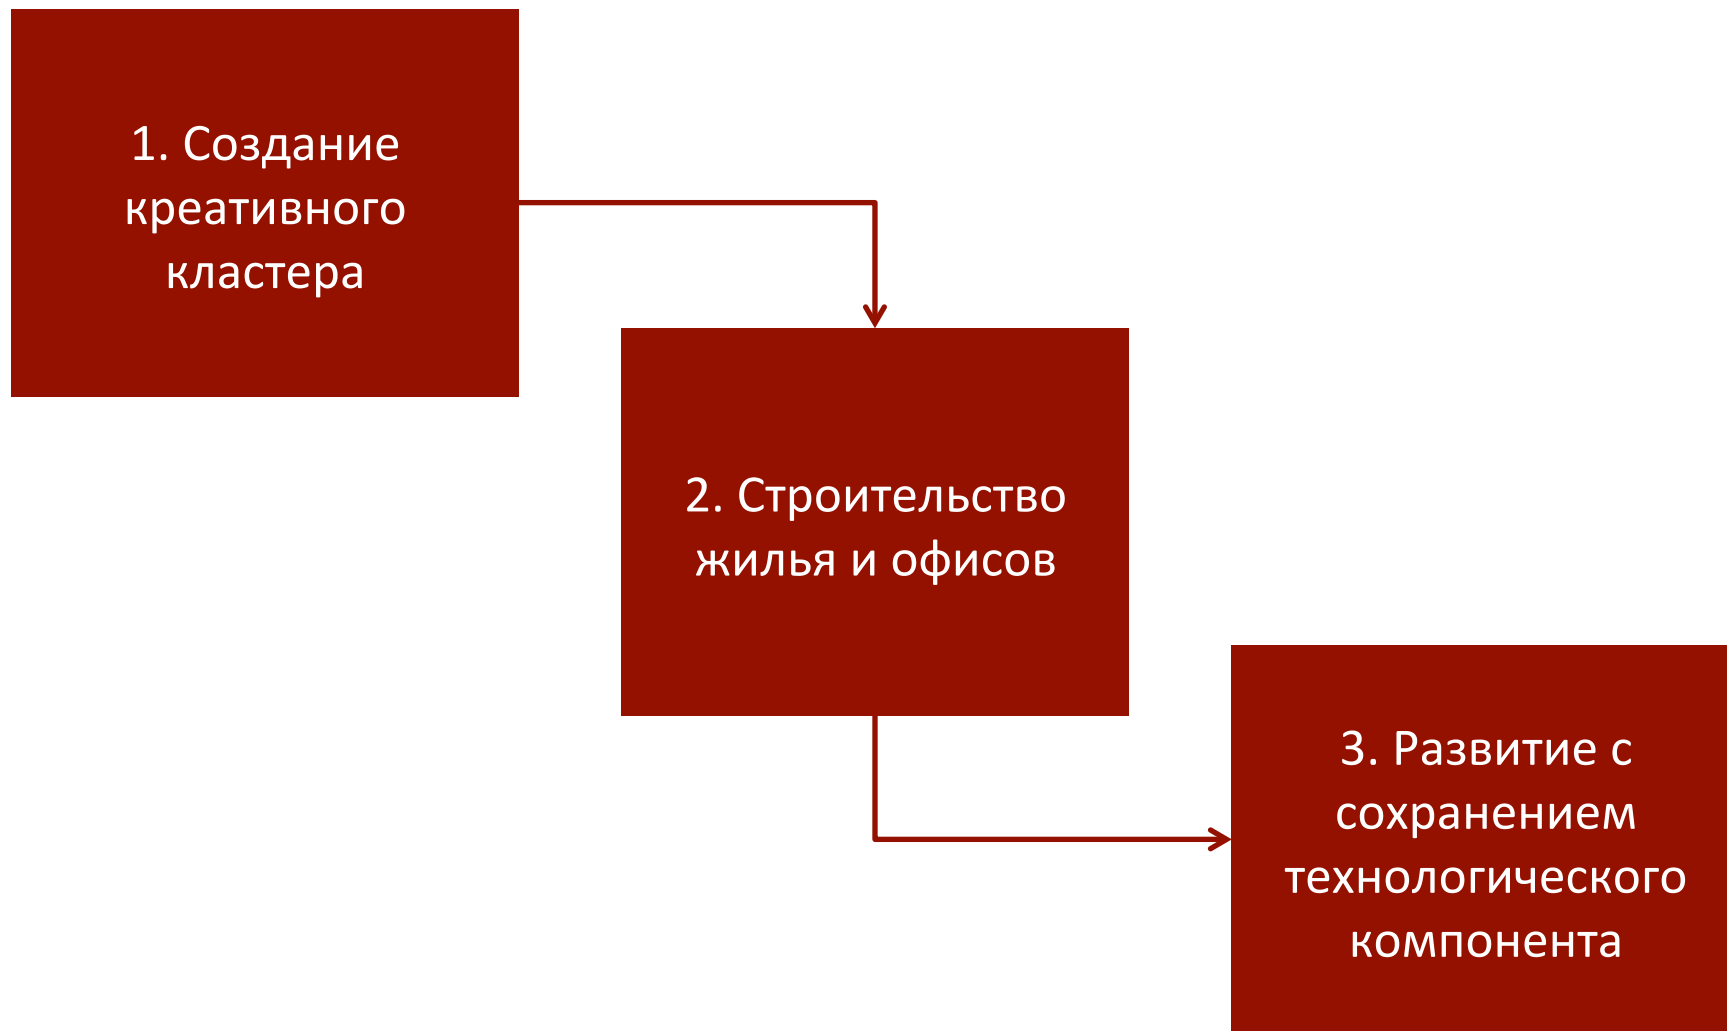 1. Создание
креативного
кластера
2. Строительство
жилья и офисов
3. Развитие с
сохранением
технологического
компонента